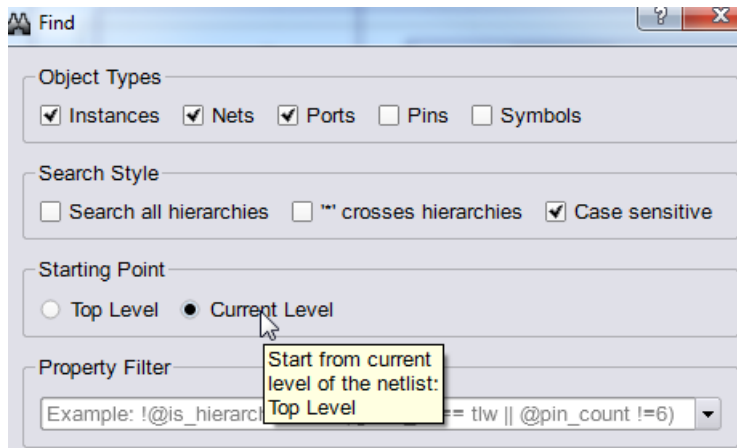 Find
Object Types
Instances Nets Ports Pins Symbols
Search Style
Search all hierarchies '*' crosses hierarchies Case sensitive
Starting Point
Top Level Current Level
Start from current
level of the netlist:
Top Level
Property Filter
Example: !@is_hierarch == tlw || @pin_count !=6)